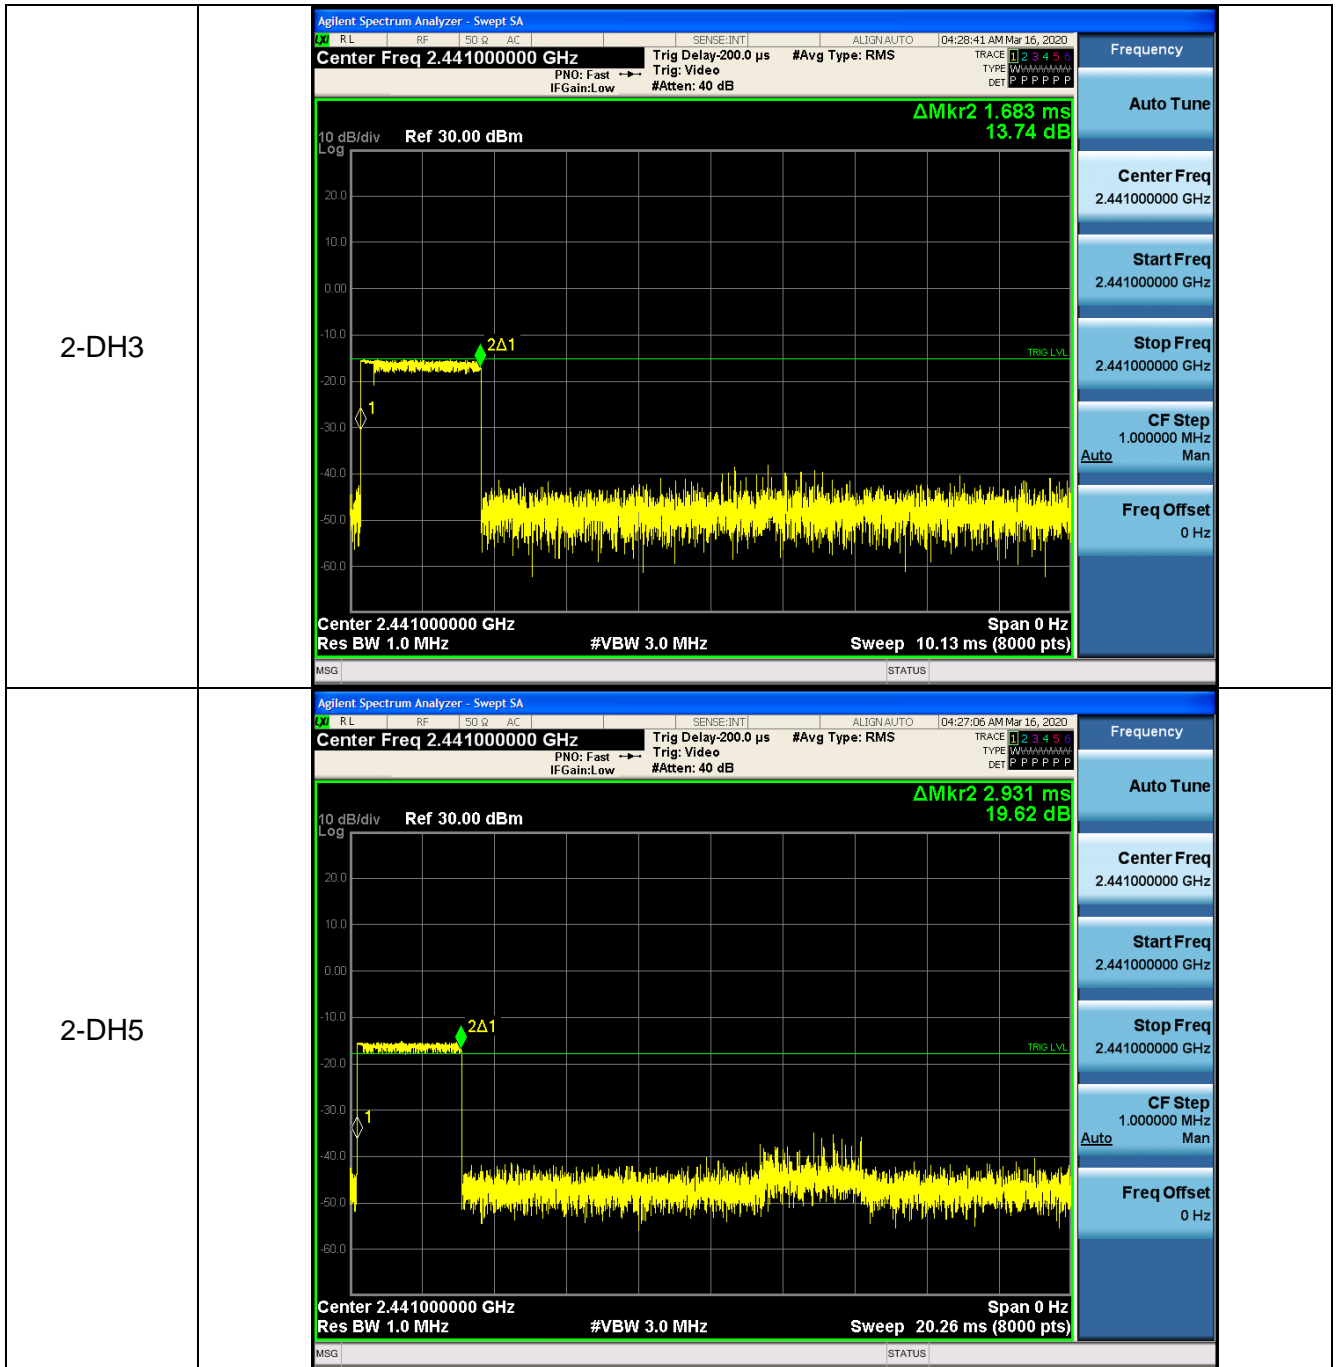 2-DH3
Agilent Spectrum Analyzer - Swept SA
LXI RL RF 50 Ω AC SENSE:INT ALIGN AUTO 04:28:41 AM Mar 16, 2020
Center Freq 2.441000000 GHz
PNO: Fast
IFGain:Low
Trig Delay-200.0 µs
Trig: Video
#Atten: 40 dB
#Avg Type: RMS
TRACE 1 2 3 4 5 6
TYPE WWWWWW
DET P P P P P P
ΔMkr2 1.683 ms
13.74 dB
10 dB/div Ref 30.00 dBm
Log
20.0
10.0
0.00
-10.0
-20.0
-30.0
-40.0
-50.0
-60.0
2Δ1
1
TRIG LVL
Center 2.441000000 GHz Span 0 Hz
Res BW 1.0 MHz #VBW 3.0 MHz Sweep 10.13 ms (8000 pts)
MSG STATUS
Frequency
Auto Tune
Center Freq
2.441000000 GHz
Start Freq
2.441000000 GHz
Stop Freq
2.441000000 GHz
CF Step
1.000000 MHz
Auto Man
Freq Offset
0 Hz
2-DH5
Agilent Spectrum Analyzer - Swept SA
LXI RL RF 50 Ω AC SENSE:INT ALIGN AUTO 04:27:06 AM Mar 16, 2020
Center Freq 2.441000000 GHz
PNO: Fast
IFGain:Low
Trig Delay-200.0 µs
Trig: Video
#Atten: 40 dB
#Avg Type: RMS
TRACE 1 2 3 4 5 6
TYPE WWWWWW
DET P P P P P P
ΔMkr2 2.931 ms
19.62 dB
10 dB/div Ref 30.00 dBm
Log
20.0
10.0
0.00
-10.0
-20.0
-30.0
-40.0
-50.0
-60.0
2Δ1
1
TRIG LVL
Center 2.441000000 GHz Span 0 Hz
Res BW 1.0 MHz #VBW 3.0 MHz Sweep 20.26 ms (8000 pts)
MSG STATUS
Frequency
Auto Tune
Center Freq
2.441000000 GHz
Start Freq
2.441000000 GHz
Stop Freq
2.441000000 GHz
CF Step
1.000000 MHz
Auto Man
Freq Offset
0 Hz